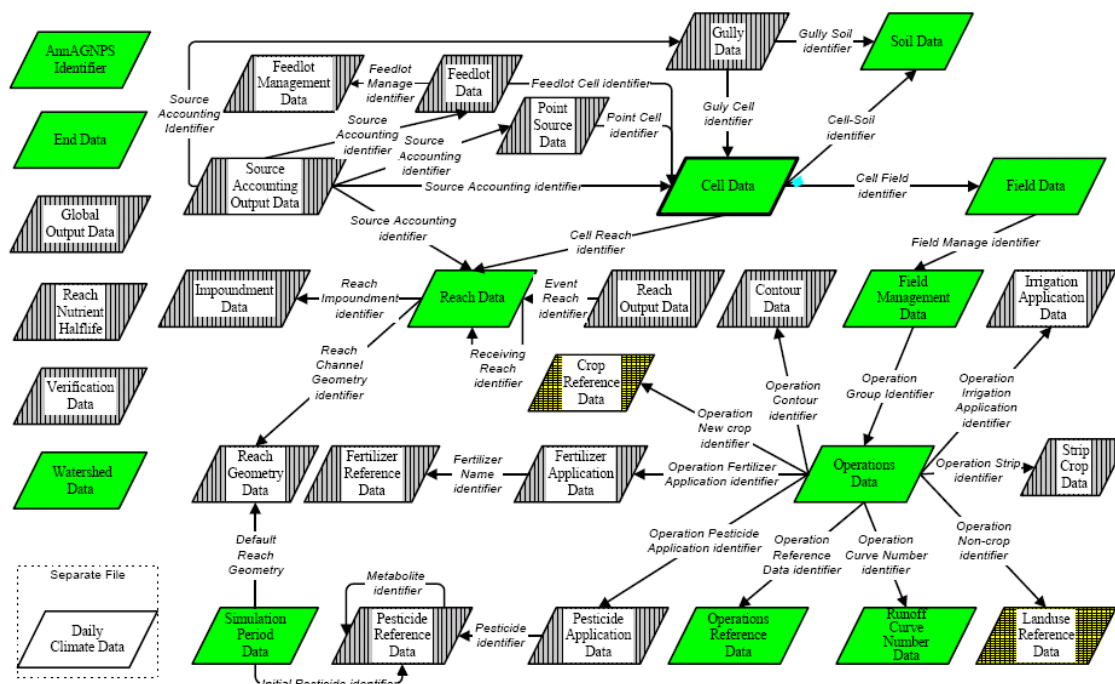 AnnAGNPS
Identifier
End Data
Global
Output Data
Reach
Nutrient
Halflife
Verification
Data
Watershed
Data
Separate File
Daily
Climate Data
Source
Accounting
Identifier
Feedlot
Management
Data
Feedlot
Manage
identifier
Feedlot
Data
Feedlot Cell identifier
Gully
Data
Gully Soil
identifier
Soil Data
Source
Accounting
identifier
Source
Accounting
identifier
Point
Source
Data
Point Cell
identifier
Guly Cell
identifier
Cell-Soil
identifier
Source
Accounting
Output Data
Source Accounting identifier
Cell Data
Cell Field
identifier
Field Data
Source Accounting
identifier
Cell Reach
identifier
Field Manage identifier
Impoundment
Data
Reach
Impoundment
identifier
Reach Data
Event
Reach
identifier
Reach
Output Data
Contour
Data
Field
Management
Data
Irrigation
Application
Data
Reach
Channel
Geometry
identifier
Receiving
Reach
identifier
Crop
Reference
Data
Operation
New crop
identifier
Operation
Contour
identifier
Operation
Group Identifier
Operation
Irrigation
Application
identifier
Reach
Geometry
Data
Fertilizer
Reference
Data
Fertilizer
Name
identifier
Fertilizer
Application
Data
Operation Fertilizer
Application identifier
Operations
Data
Operation Strip
identifier
Strip
Crop
Data
Default
Reach
Geometry
Operation Pesticide
Application identifier
Operation
Reference
Data identifier
Operation
Curve Number
identifier
Operation
Non-crop
identifier
Metabolite
identifier
Simulation
Period
Data
Pesticide
Reference
Data
Pesticide
identifier
Pesticide
Application
Data
Operations
Reference
Data
Runoff
Curve
Number
Data
Landuse
Reference
Data
Initial Pesticide identifier